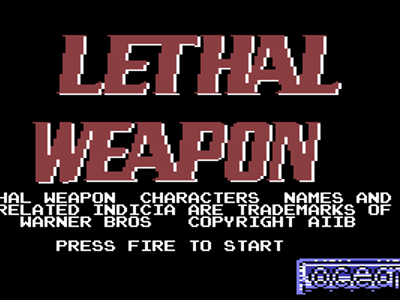 LETHAL
WEAPON
HAL WEAPON CHARACTERS NAMES AND
RELATED INDICIA ARE TRADEMARKS OF
WARNER BROS COPYRIGHT AIIB
PRESS FIRE TO START
ocean